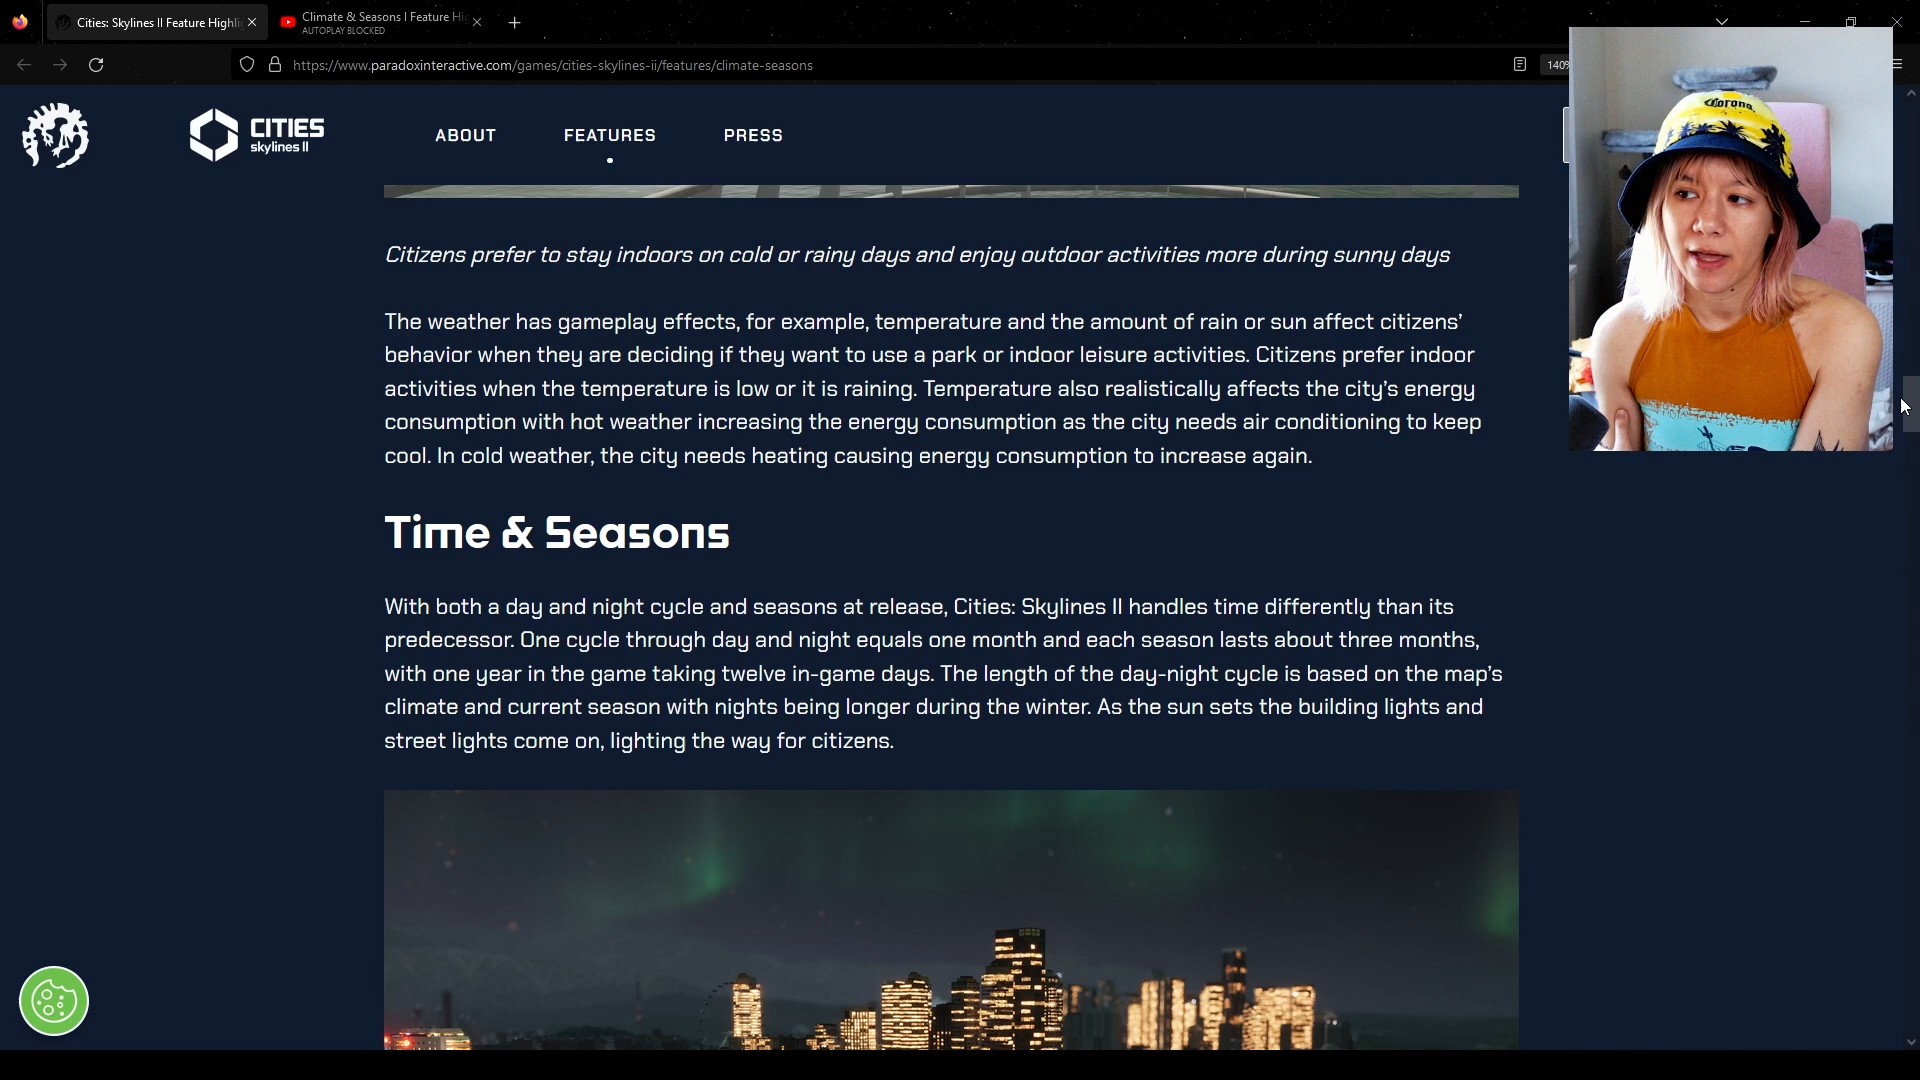 Cities: Skylines II Feature Highli
Climate & Seasons I Feature Hi
AUTOPLAY BLOCKED
https://www.paradoxinteractive.com/games/cities-skylines-ii/features/climate-seasons
140%
CITIES
skylines II
ABOUT
FEATURES
PRESS
Corona
Citizens prefer to stay indoors on cold or rainy days and enjoy outdoor activities more during sunny days
The weather has gameplay effects, for example, temperature and the amount of rain or sun affect citizens’
behavior when they are deciding if they want to use a park or indoor leisure activities. Citizens prefer indoor
activities when the temperature is low or it is raining. Temperature also realistically affects the city’s energy
consumption with hot weather increasing the energy consumption as the city needs air conditioning to keep
cool. In cold weather, the city needs heating causing energy consumption to increase again.
Time & Seasons
With both a day and night cycle and seasons at release, Cities: Skylines II handles time differently than its
predecessor. One cycle through day and night equals one month and each season lasts about three months,
with one year in the game taking twelve in-game days. The length of the day-night cycle is based on the map’s
climate and current season with nights being longer during the winter. As the sun sets the building lights and
street lights come on, lighting the way for citizens.